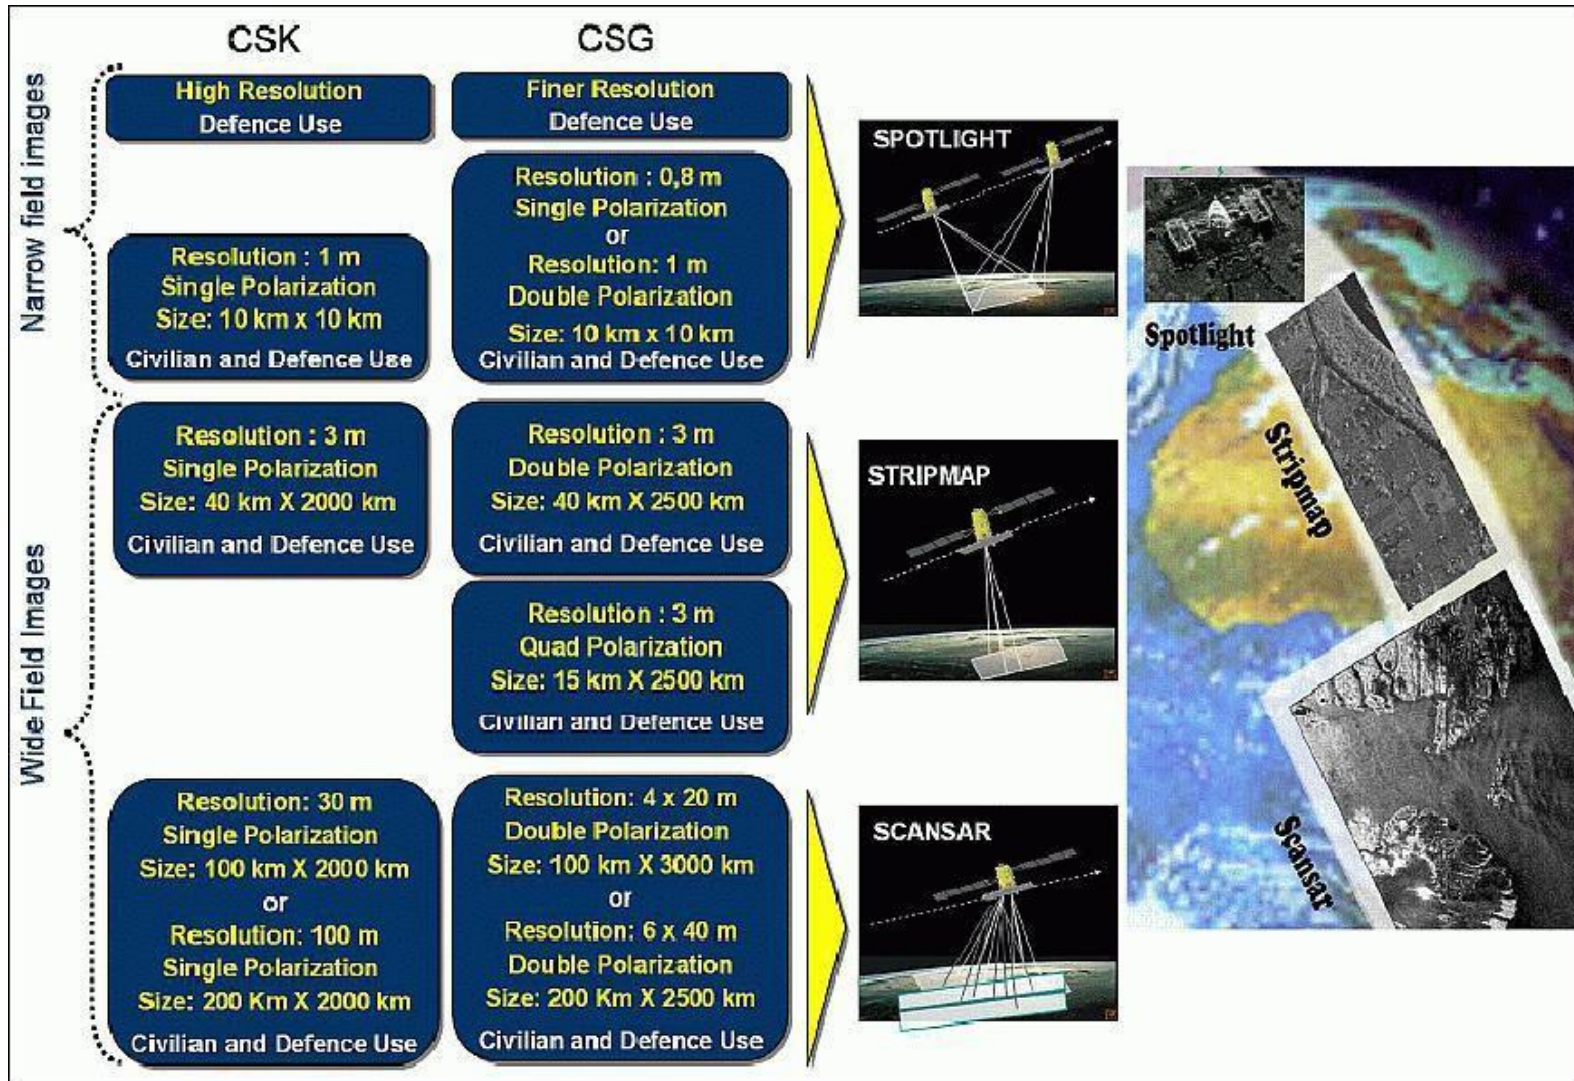 CSK
CSG
Narrow field images
High Resolution
Defence Use
Finer Resolution
Defence Use
Resolution : 1 m
Single Polarization
Size: 10 km x 10 km
Civilian and Defence Use
Resolution : 0,8 m
Single Polarization
or
Resolution: 1 m
Double Polarization
Size: 10 km x 10 km
Civilian and Defence Use
SPOTLIGHT
Wide Field Images
Resolution : 3 m
Single Polarization
Size: 40 km X 2000 km
Civilian and Defence Use
Resolution : 3 m
Double Polarization
Size: 40 km X 2500 km
Civilian and Defence Use
Resolution : 3 m
Quad Polarization
Size: 15 km X 2500 km
Civilian and Defence Use
STRIPMAP
Resolution: 30 m
Single Polarization
Size: 100 km X 2000 km
or
Resolution: 100 m
Single Polarization
Size: 200 Km X 2000 km
Civilian and Defence Use
Resolution: 4 x 20 m
Double Polarization
Size: 100 km X 3000 km
or
Resolution: 6 x 40 m
Double Polarization
Size: 200 Km X 2500 km
Civilian and Defence Use
SCANSAR
Spotlight
Stripmap
Scansar